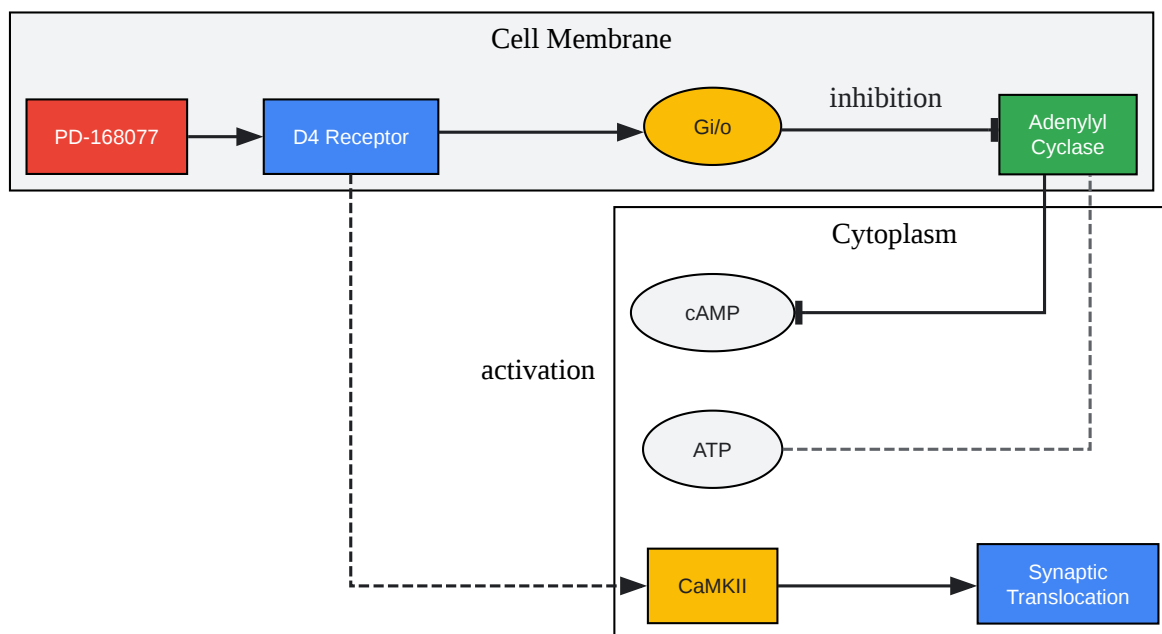 Cell Membrane
PD-168077
D4 Receptor
Gi/o
inhibition
Adenylyl
Cyclase
Cytoplasm
cAMP
activation
ATP
CaMKII
Synaptic
Translocation